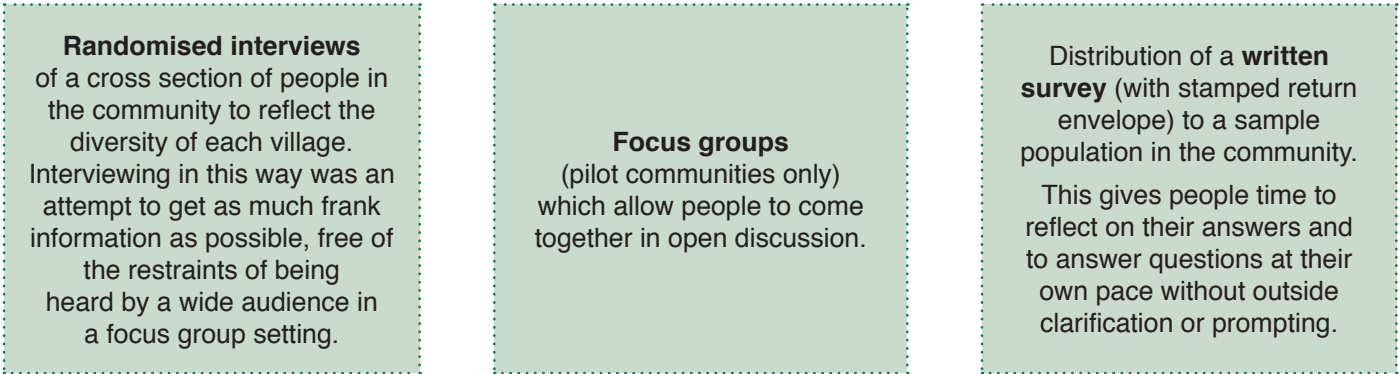 Randomised interviews
of a cross section of people in
the community to reflect the
diversity of each village.
Interviewing in this way was an
attempt to get as much frank
information as possible, free of
the restraints of being
heard by a wide audience in
a focus group setting.
Focus groups
(pilot communities only)
which allow people to come
together in open discussion.
Distribution of a written
survey (with stamped return
envelope) to a sample
population in the community.
This gives people time to
reflect on their answers and
to answer questions at their
own pace without outside
clarification or prompting.